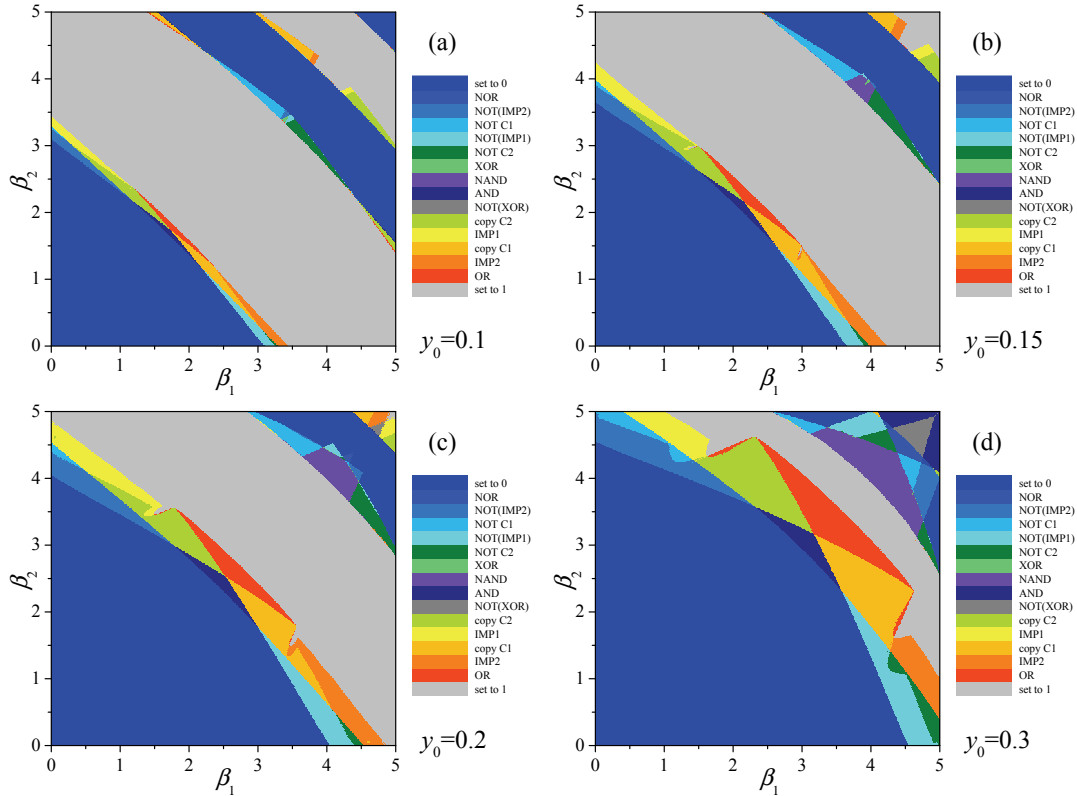 (a)
5
4
3
2
1
0
β2
0 1 2 3 4 5
β1
set to 0
NOR
NOT(IMP2)
NOT C1
NOT(IMP1)
NOT C2
XOR
NAND
AND
NOT(XOR)
copy C2
IMP1
copy C1
IMP2
OR
set to 1
y0=0.1
(b)
5
4
3
2
1
0
β2
0 1 2 3 4 5
β1
set to 0
NOR
NOT(IMP2)
NOT C1
NOT(IMP1)
NOT C2
XOR
NAND
AND
NOT(XOR)
copy C2
IMP1
copy C1
IMP2
OR
set to 1
y0=0.15
(c)
5
4
3
2
1
0
β2
0 1 2 3 4 5
β1
set to 0
NOR
NOT(IMP2)
NOT C1
NOT(IMP1)
NOT C2
XOR
NAND
AND
NOT(XOR)
copy C2
IMP1
copy C1
IMP2
OR
set to 1
y0=0.2
(d)
5
4
3
2
1
0
β2
0 1 2 3 4 5
β1
set to 0
NOR
NOT(IMP2)
NOT C1
NOT(IMP1)
NOT C2
XOR
NAND
AND
NOT(XOR)
copy C2
IMP1
copy C1
IMP2
OR
set to 1
y0=0.3